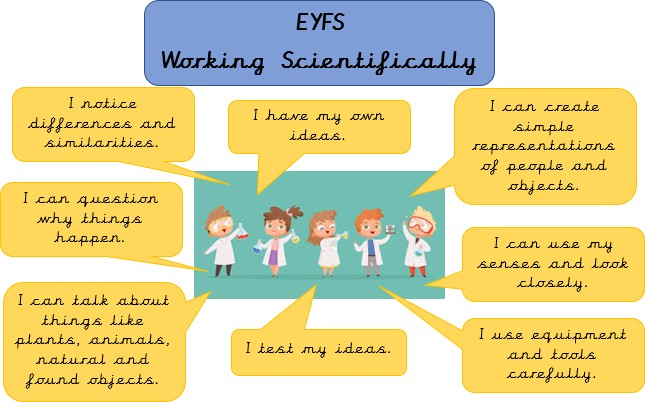 EYFS
Working Scientifically
I notice
differences and
similarities.
I have my own
ideas.
I can create
simple
representations
of people and
objects.
I can question
why things
happen.
I can use my
senses and look
closely.
I can talk about
things like
plants, animals,
natural and
found objects.
I test my ideas.
I use equipment
and tools
carefully.